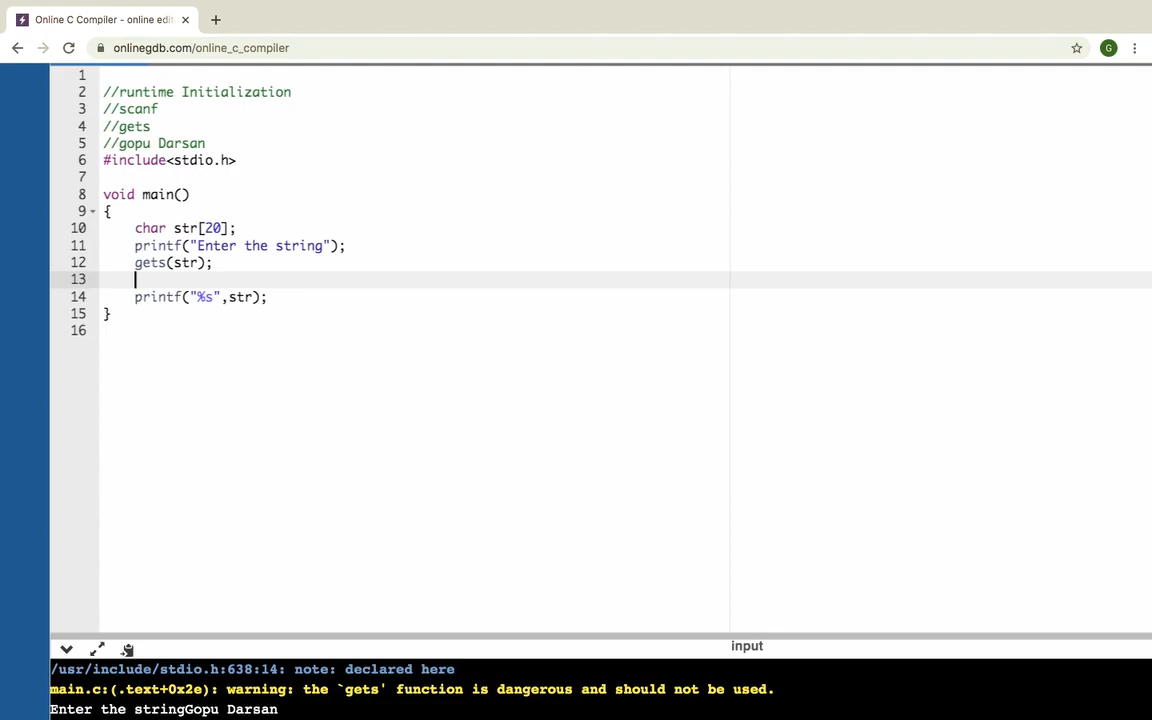 Online C Compiler - online edit
onlinegdb.com/online_c_compiler
G
1
2 //runtime Initialization
3 //scanf
4 //gets
5 //gopu Darsan
6 #include<stdio.h>
7
8 void main()
9 {
10 char str[20];
11 printf("Enter the string");
12 gets(str);
13
14 printf("%s",str);
15 }
16
input
/usr/include/stdio.h:638:14: note: declared here
main.c:(.text+0x2e): warning: the `gets' function is dangerous and should not be used.
Enter the stringGopu Darsan